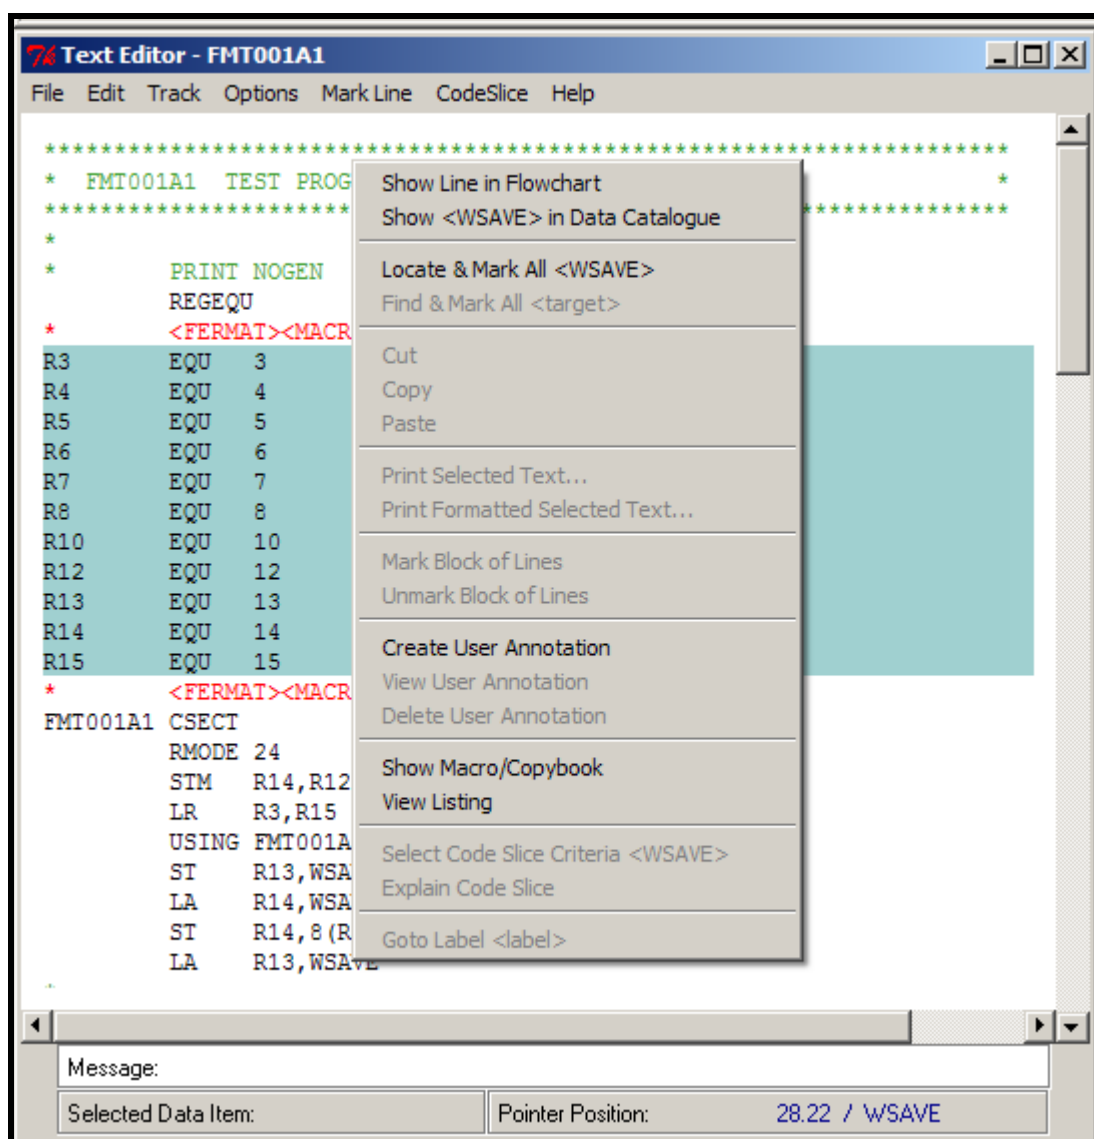 Text Editor - FMT001A1
File Edit Track Options Mark Line CodeSlice Help
*********************************************************************
* FMT001A1 TEST PROG *
*********************************************************************
*
* PRINT NOGEN
REGEQU
* <FERMAT><MACR
R3 EQU 3
R4 EQU 4
R5 EQU 5
R6 EQU 6
R7 EQU 7
R8 EQU 8
R10 EQU 10
R12 EQU 12
R13 EQU 13
R14 EQU 14
R15 EQU 15
* <FERMAT><MACR
FMT001A1 CSECT
RMODE 24
STM R14,R12
LR R3,R15
USING FMT001A
ST R13,WSA
LA R14,WSA
ST R14,8(R
LA R13,WSAVE
*
Show Line in Flowchart
Show <WSAVE> in Data Catalogue
Locate & Mark All <WSAVE>
Find & Mark All <target>
Cut
Copy
Paste
Print Selected Text...
Print Formatted Selected Text...
Mark Block of Lines
Unmark Block of Lines
Create User Annotation
View User Annotation
Delete User Annotation
Show Macro/Copybook
View Listing
Select Code Slice Criteria <WSAVE>
Explain Code Slice
Goto Label <label>
Message:
Selected Data Item: Pointer Position: 28.22 / WSAVE